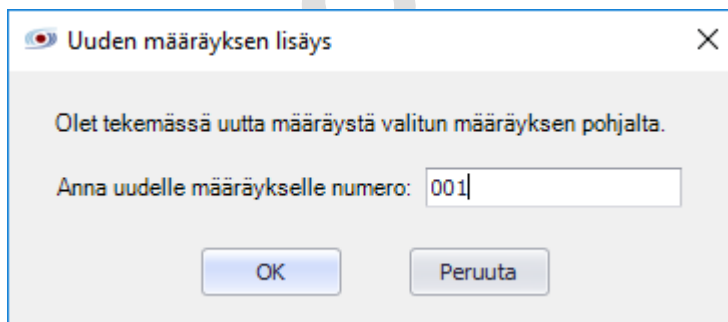 Uuden määräyksen lisäys
Olet tekemässä uutta määräystä valitun määräyksen pohjalta.
Anna uudelle määräykselle numero: 001
OK Peruuta